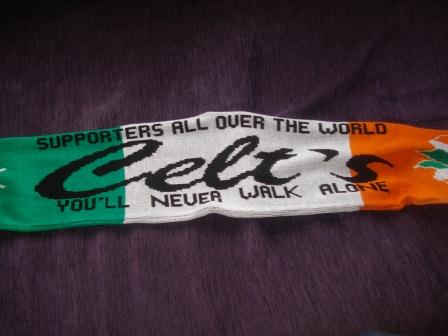 SUPPORTERS ALL OVER THE WORLD
Celt's
YOU'LL NEVER WALK ALONE